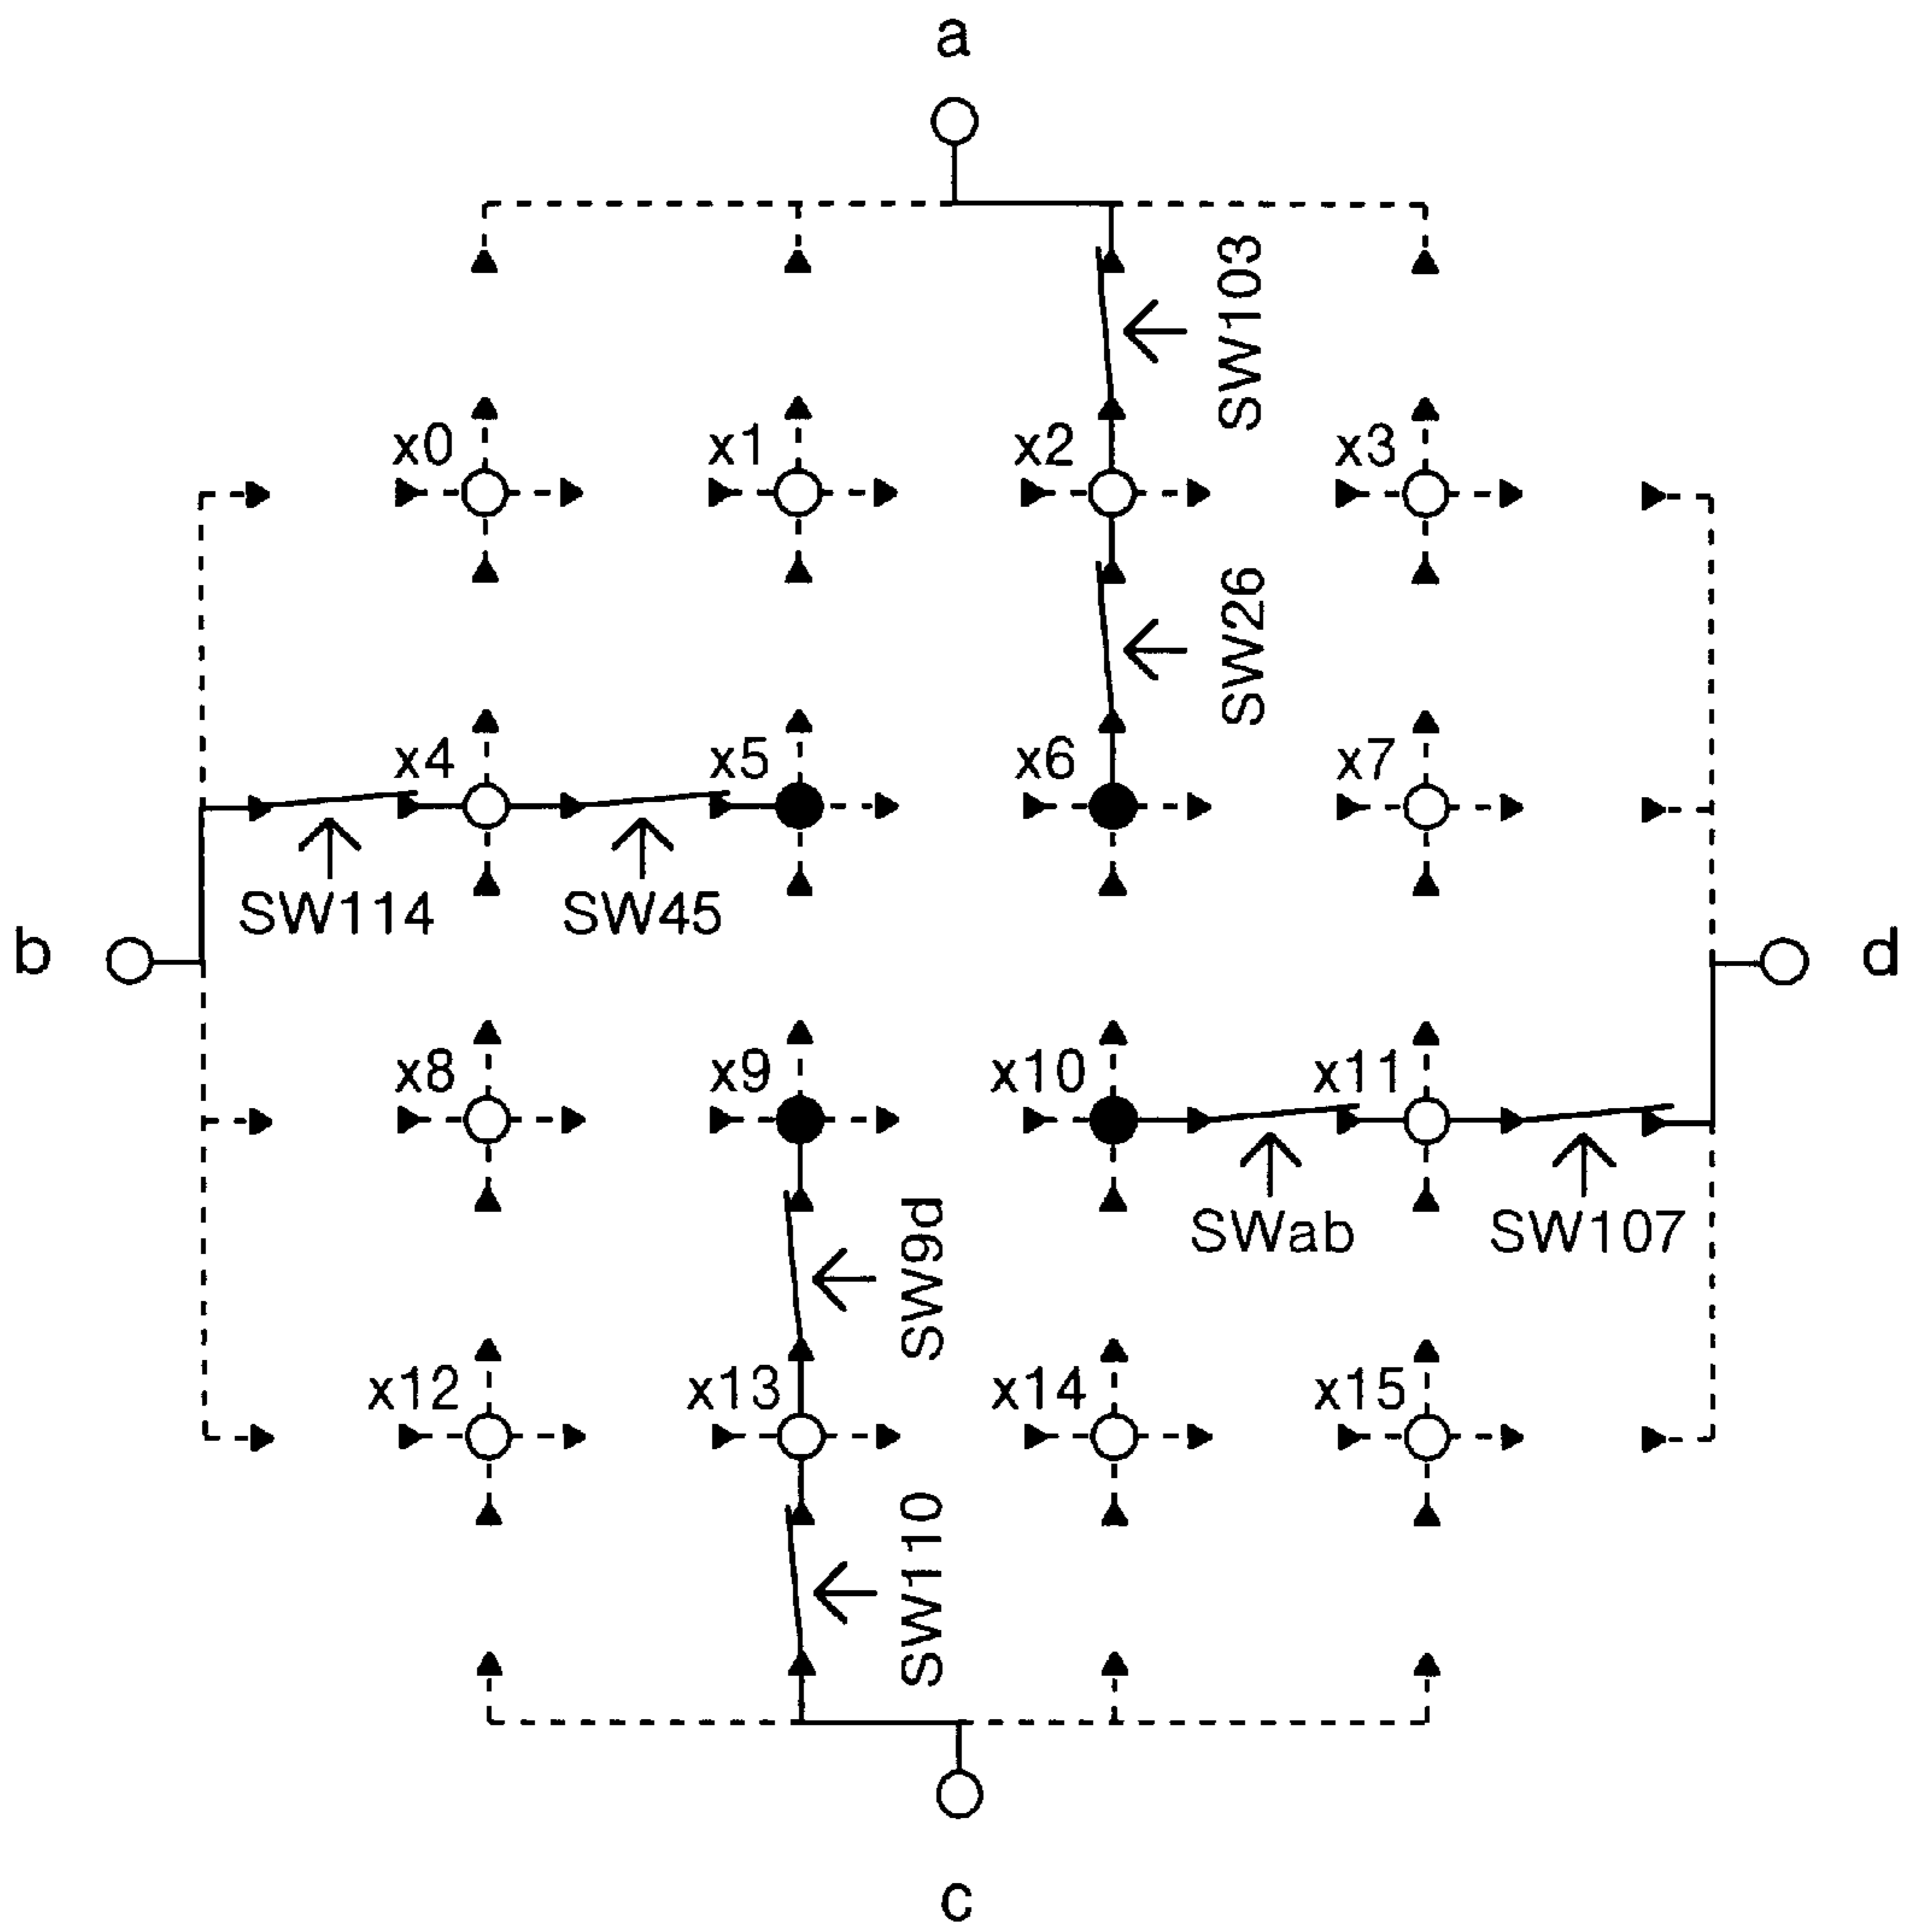 a
SW103
x0 x1 x2 x3
SW26
x4 x5 x6 x7
SW114 SW45
b d
x8 x9 x10 x11
SW9d SWab SW107
x12 x13 x14 x15
SW110
c